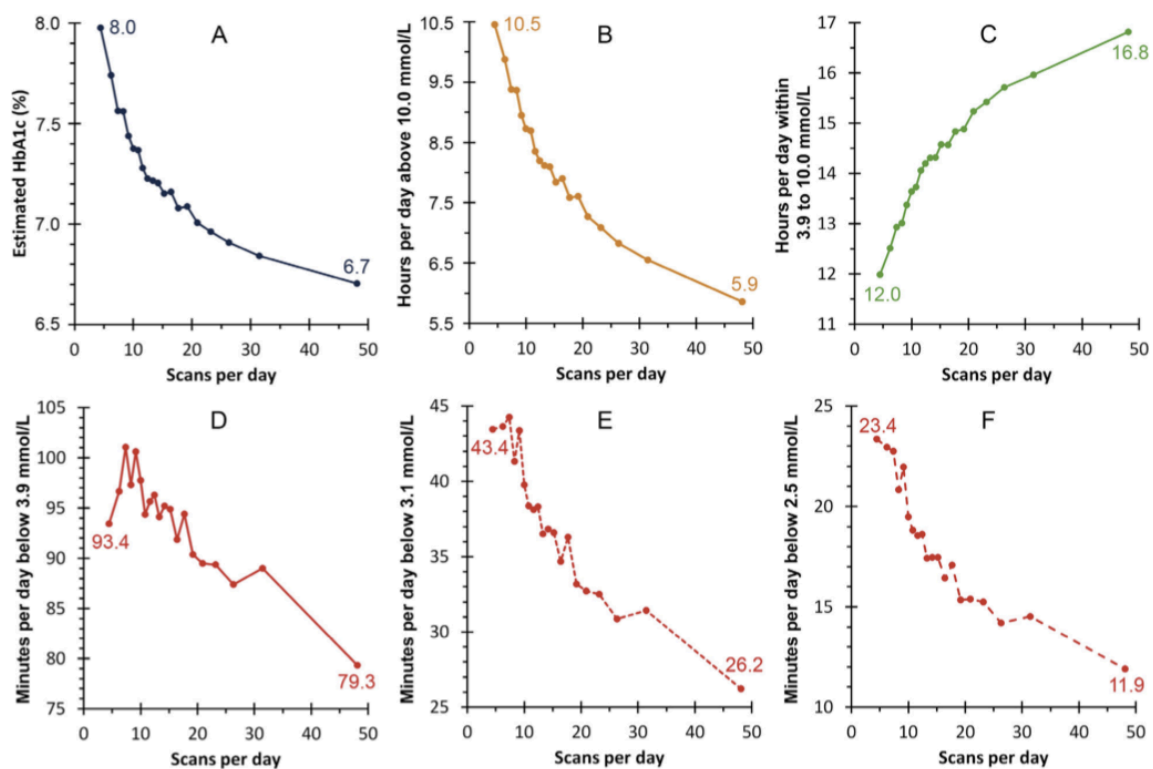 A
Estimated HbA1c (%)
8.0
7.5
7.0
6.5
8.0
6.7
0 10 20 30 40 50
Scans per day
B
Hours per day above 10.0 mmol/L
10.5
9.5
8.5
7.5
6.5
5.5
10.5
5.9
0 10 20 30 40 50
Scans per day
C
Hours per day within
3.9 to 10.0 mmol/L
17
16
15
14
13
12
11
16.8
12.0
0 10 20 30 40 50
Scans per day
D
Minutes per day below 3.9 mmol/L
105
100
95
90
85
80
75
93.4
79.3
0 10 20 30 40 50
Scans per day
E
Minutes per day below 3.1 mmol/L
45
40
35
30
25
43.4
26.2
0 10 20 30 40 50
Scans per day
F
Minutes per day below 2.5 mmol/L
25
20
15
10
23.4
11.9
0 10 20 30 40 50
Scans per day